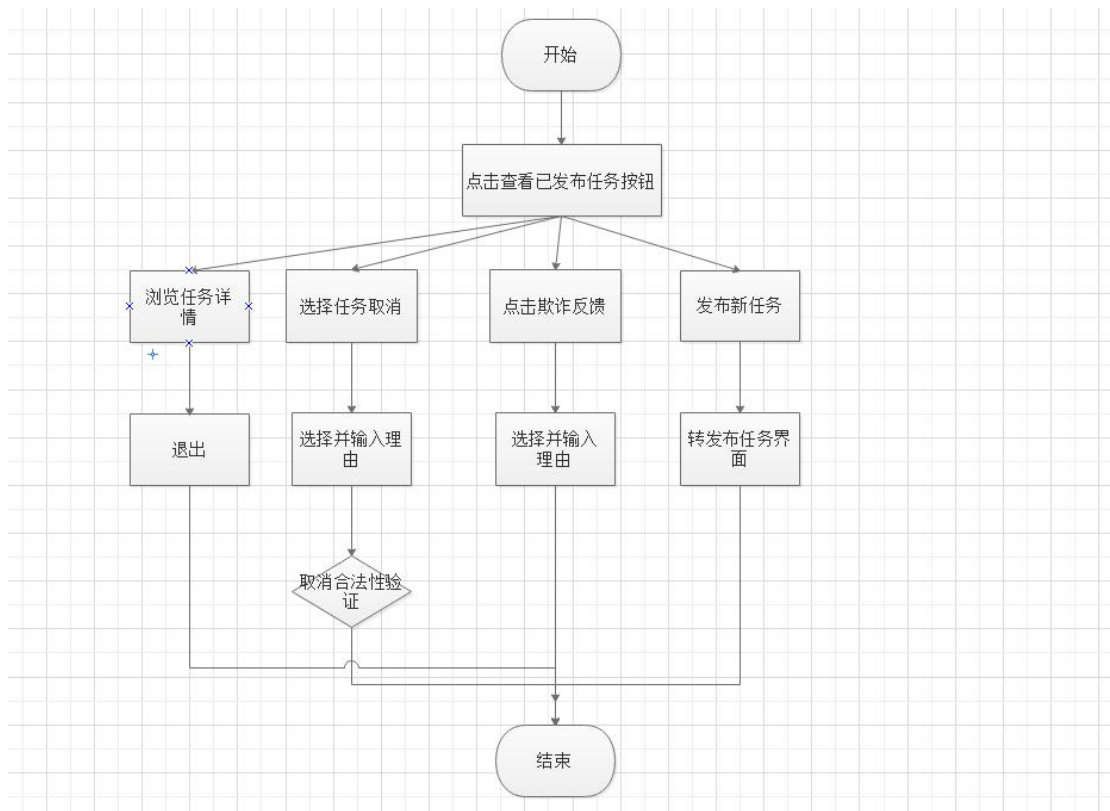 开始
点击查看已发布任务按钮
浏览任务详
情
选择任务取消
点击欺诈反馈
发布新任务
退出
选择并输入理
由
选择并输入
理由
转发布任务界
面
取消合法性验
证
结束